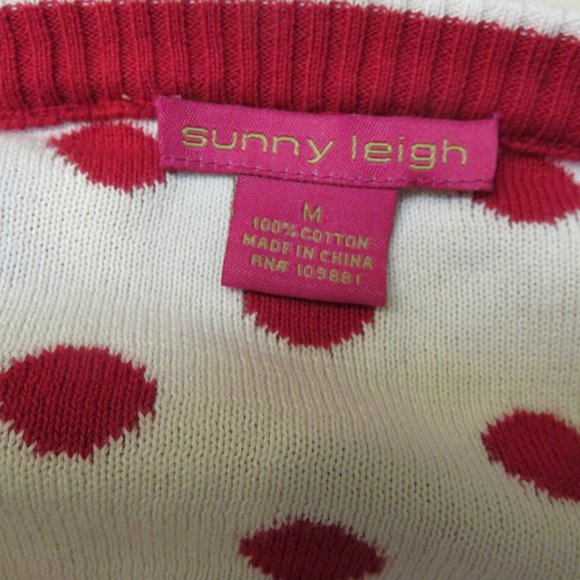 sunny leigh
M
100% COTTON
MADE IN CHINA
RN# 109881